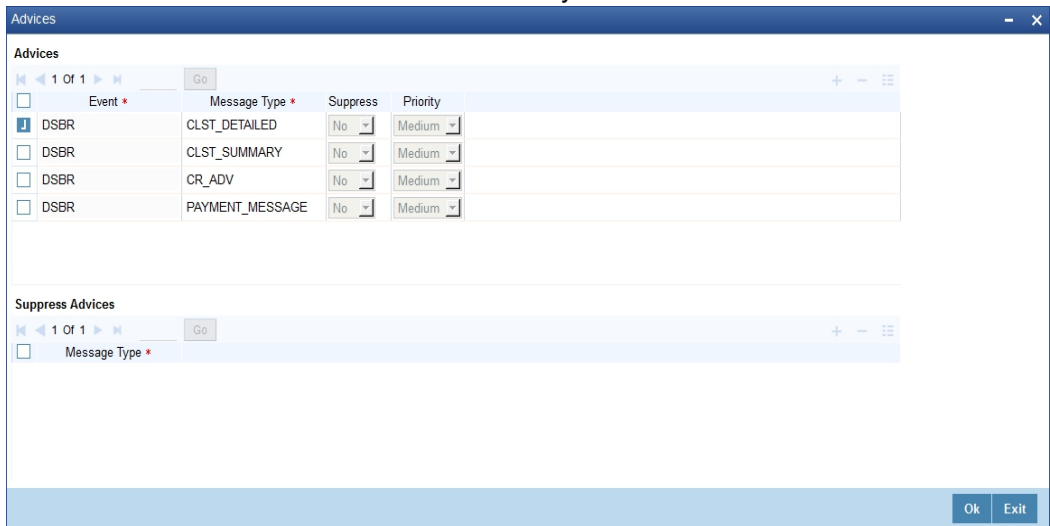 Advices
Advices
1 Of 1 Go
Event * Message Type * Suppress Priority
DSBR CLST_DETAILED No Medium
DSBR CLST_SUMMARY No Medium
DSBR CR_ADV No Medium
DSBR PAYMENT_MESSAGE No Medium
Suppress Advices
1 Of 1 Go
Message Type *
Ok Exit